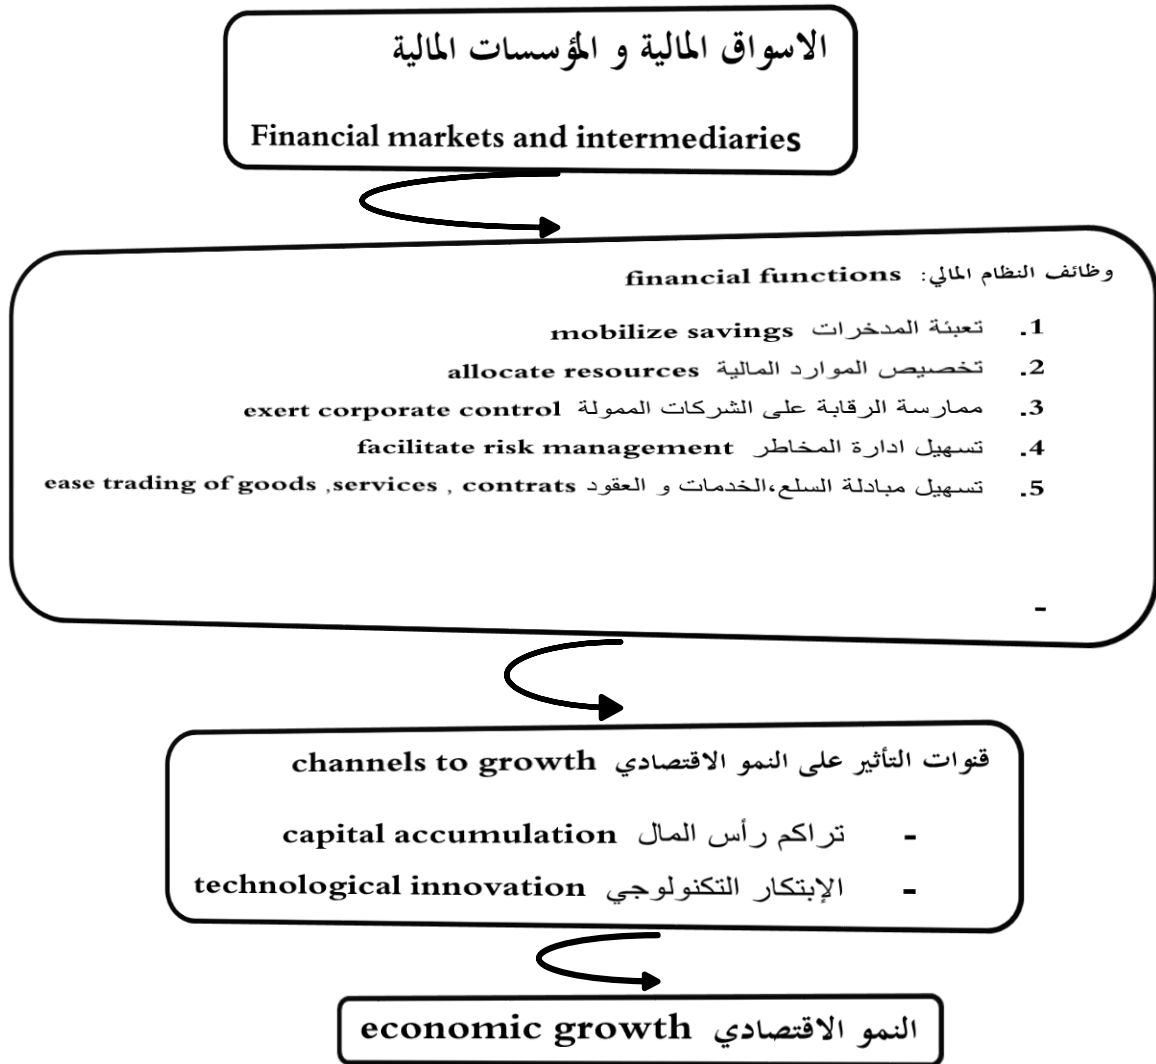 الاسواق المالية و المؤسسات المالية
Financial markets and intermediaries
وظائف النظام المالي: financial functions
1. تعبئة المدخرات mobilize savings
2. تخصيص الموارد المالية allocate resources
3. ممارسة الرقابة على الشركات الممولة exert corporate control
4. تسهيل ادارة المخاطر facilitate risk management
5. تسهيل مبادلة السلع،الخدمات و العقود ease trading of goods ,services , contrats
-
قنوات التأثير على النمو الاقتصادي channels to growth
- تراكم رأس المال capital accumulation
- الإبتكار التكنولوجي technological innovation
النمو الاقتصادي economic growth